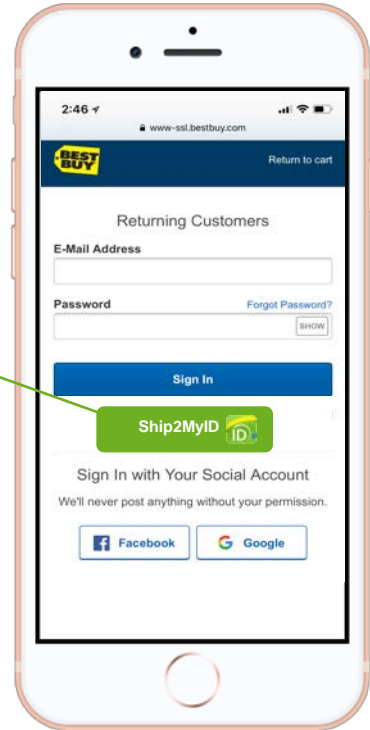 2:46
www-ssl.bestbuy.com
BEST
BUY
Return to cart
Returning Customers
E-Mail Address
Password
Forgot Password?
SHOW
Sign In
Ship2MyID
ID
Sign In with Your Social Account
We'll never post anything without your permission.
f Facebook
G Google